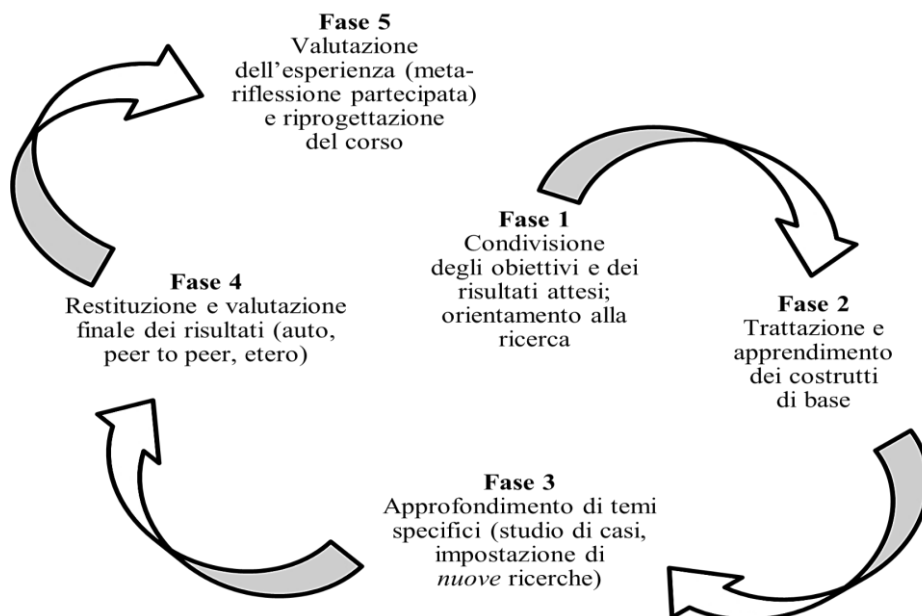 Fase 5
Valutazione
dell'esperienza (meta-
riflessione partecipata)
e riprogettazione
del corso
Fase 1
Condivisione
degli obiettivi e dei
risultati attesi;
orientamento alla
ricerca
Fase 2
Trattazione e
apprendimento
dei costrutti
di base
Fase 3
Approfondimento di temi
specifici (studio di casi,
impostazione di
nuove ricerche)
Fase 4
Restituzione e valutazione
finale dei risultati (auto,
peer to peer, etero)